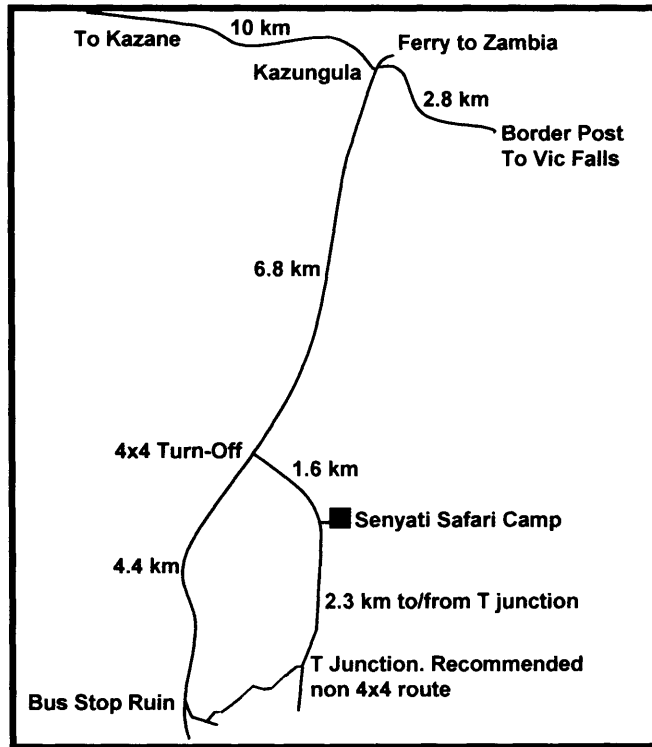 10 km
To Kazane
Ferry to Zambia
Kazungula
2.8 km
Border Post
To Vic Falls
6.8 km
4x4 Turn-Off
1.6 km
Senyati Safari Camp
4.4 km
2.3 km to/from T junction
T Junction. Recommended
non 4x4 route
Bus Stop Ruin